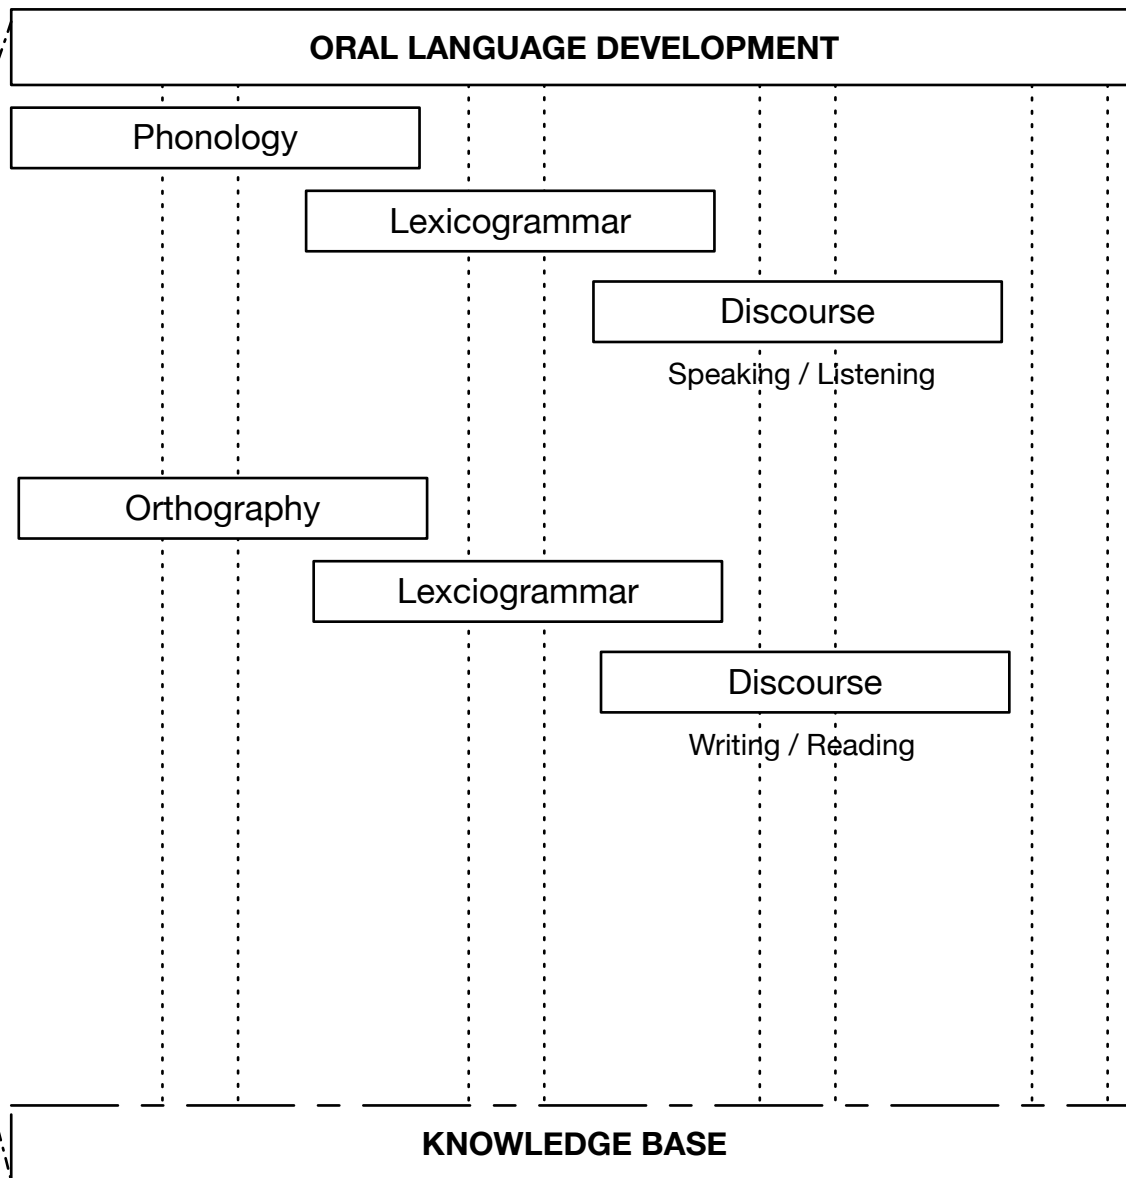 ORAL LANGUAGE DEVELOPMENT
Phonology
Lexicogrammar
Discourse
Speaking / Listening
Orthography
Lexciogrammar
Discourse
Writing / Reading
KNOWLEDGE BASE